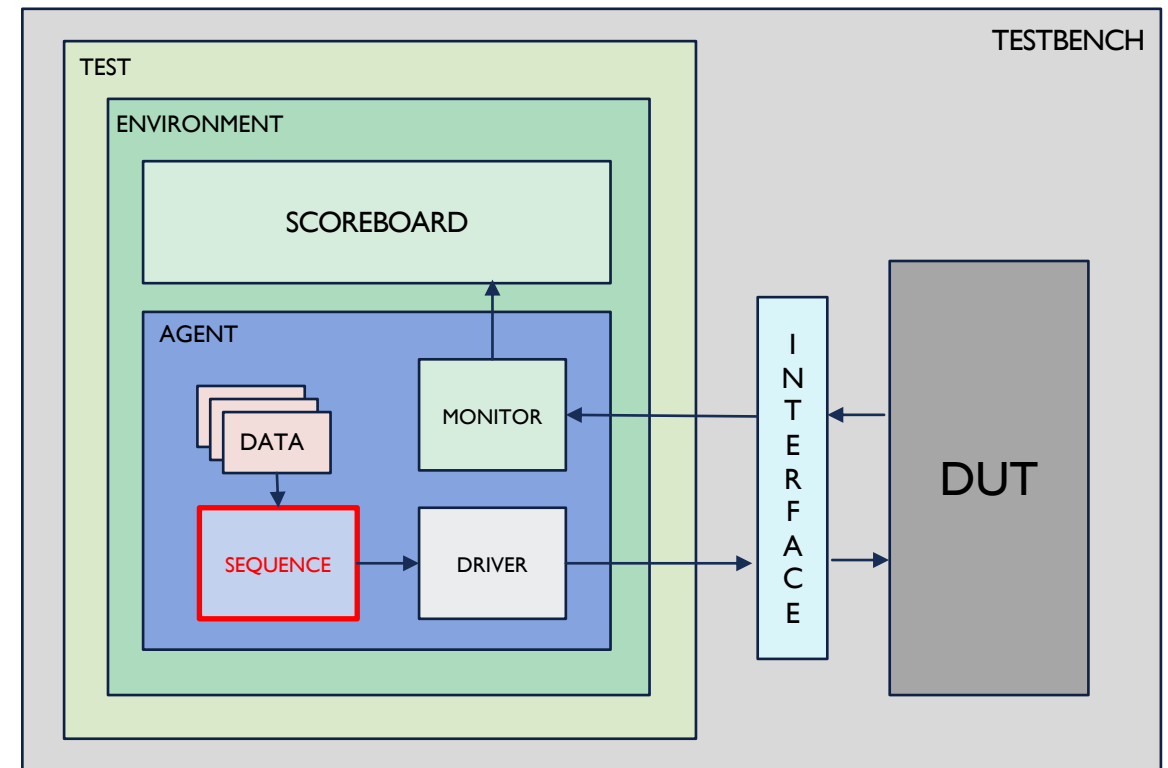 TESTBENCH
TEST
ENVIRONMENT
SCOREBOARD
AGENT
MONITOR
DATA
SEQUENCE
DRIVER
I
N
T
E
R
F
A
C
E
DUT